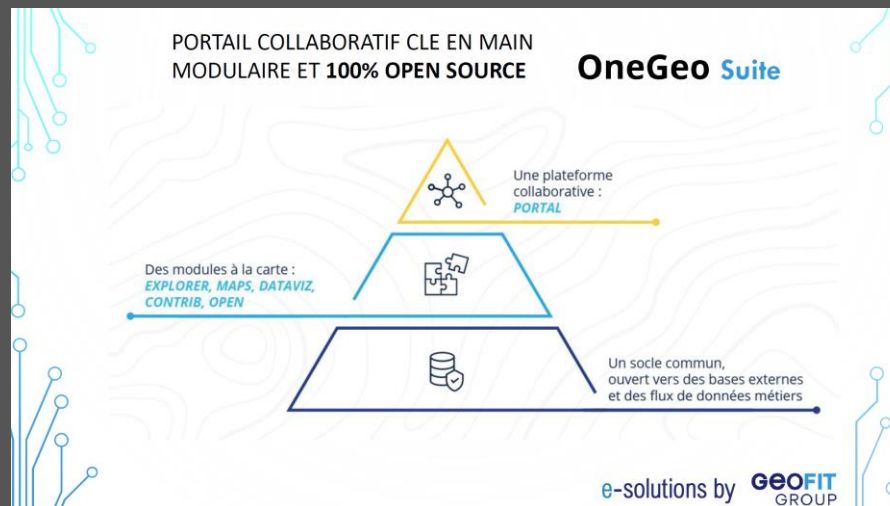 PORTAIL COLLABORATIF CLE EN MAIN
MODULAIRE ET 100% OPEN SOURCE
OneGeo Suite
Une plateforme
collaborative :
PORTAL
Des modules à la carte :
EXPLORER, MAPS, DATAVIZ,
CONTRIB, OPEN
Un socle commun,
ouvert vers des bases externes
et des flux de données métiers
e-solutions by GEOFIT
GROUP